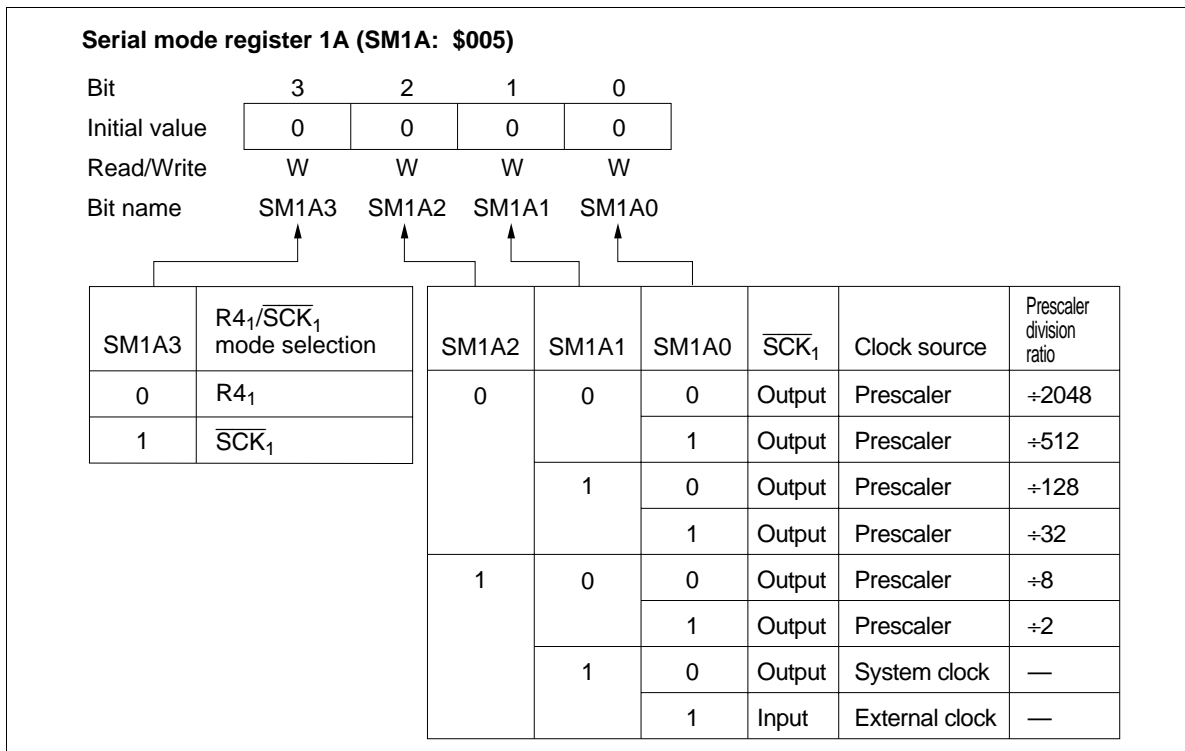 Serial mode register 1A (SM1A: $005)
Bit 3 2 1 0
Initial value 0 0 0 0
Read/Write W W W W
Bit name SM1A3 SM1A2 SM1A1 SM1A0
SM1A3 R4₁/S̅C̅K̅₁ mode selection
0 R4₁
1 S̅C̅K̅₁
SM1A2 SM1A1 SM1A0 S̅C̅K̅₁ Clock source Prescaler division ratio
0 0 0 Output Prescaler ÷2048
1 Output Prescaler ÷512
1 0 Output Prescaler ÷128
1 Output Prescaler ÷32
1 0 0 Output Prescaler ÷8
1 Output Prescaler ÷2
1 0 Output System clock —
1 Input External clock —